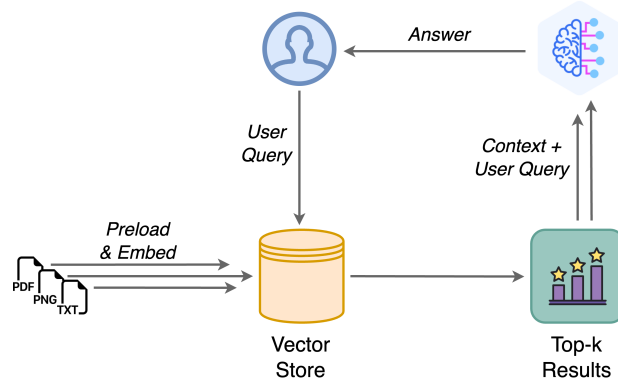 Answer
User
Query
Context +
User Query
Preload
& Embed
PDF
PNG
TXT
Vector
Store
Top-k
Results